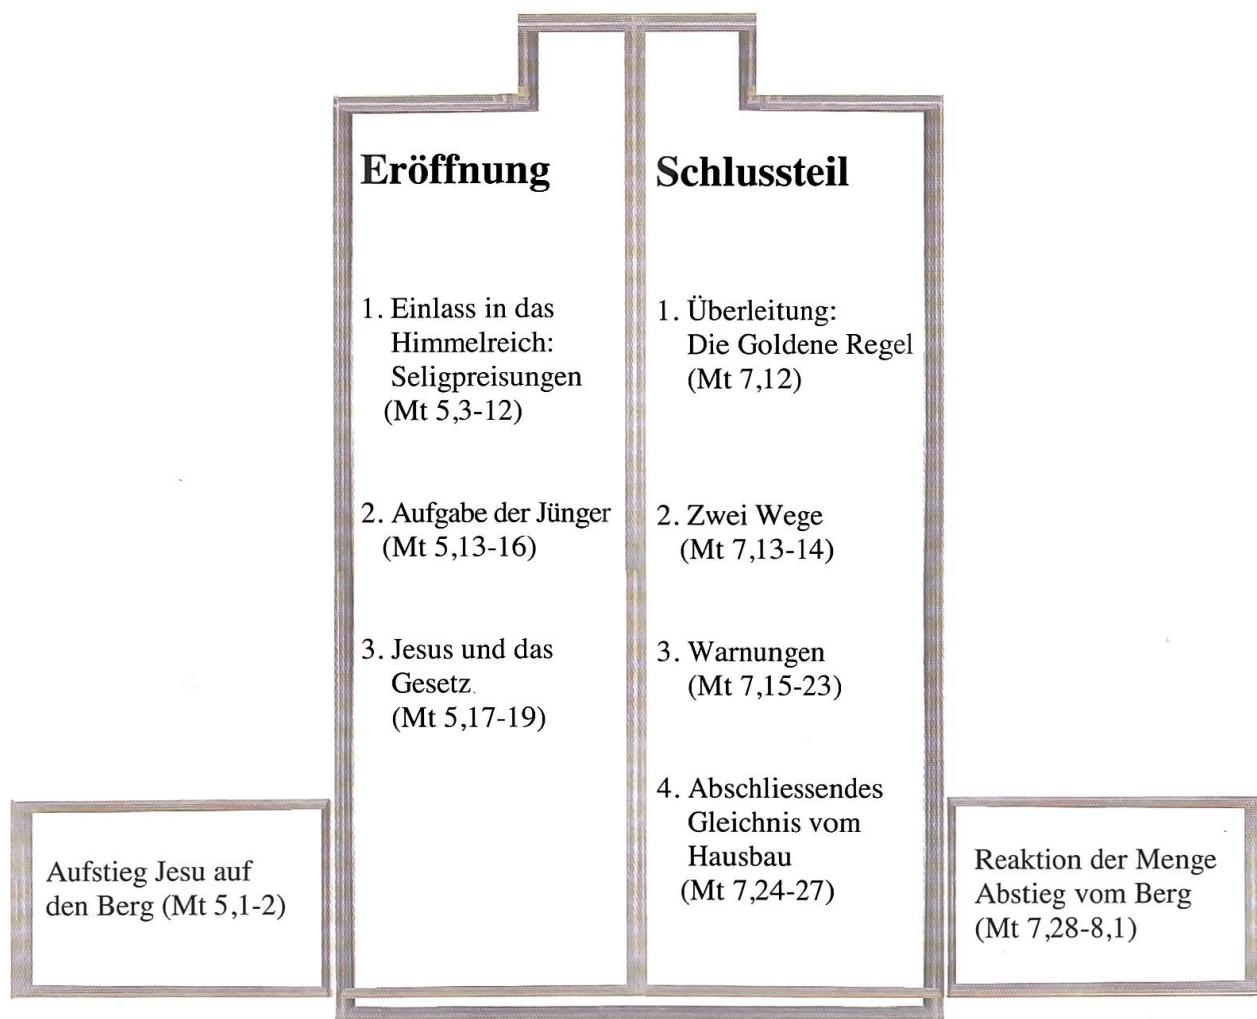 Eröffnung
1. Einlass in das
Himmelreich:
Seligpreisungen
(Mt 5,3-12)
2. Aufgabe der Jünger
(Mt 5,13-16)
3. Jesus und das
Gesetz
(Mt 5,17-19)
Schlussteil
1. Überleitung:
Die Goldene Regel
(Mt 7,12)
2. Zwei Wege
(Mt 7,13-14)
3. Warnungen
(Mt 7,15-23)
4. Abschliessendes
Gleichnis vom
Hausbau
(Mt 7,24-27)
Aufstieg Jesu auf
den Berg (Mt 5,1-2)
Reaktion der Menge
Abstieg vom Berg
(Mt 7,28-8,1)